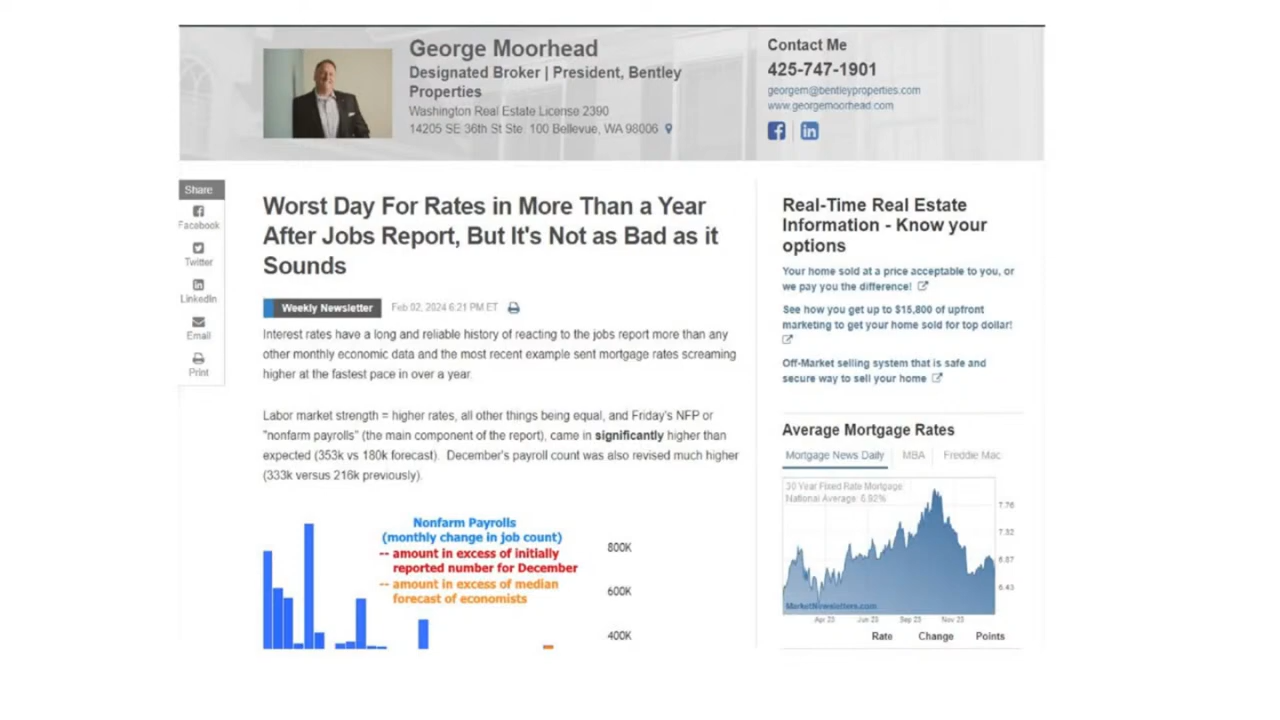 George Moorhead
Designated Broker | President, Bentley
Properties
Washington Real Estate License 2390
14205 SE 36th St Ste. 100 Bellevue, WA 98006
Contact Me
425-747-1901
georgem@bentleyproperties.com
www.georgemoorhead.com
Share
Facebook
Twitter
LinkedIn
Email
Print
Worst Day For Rates in More Than a Year
After Jobs Report, But It's Not as Bad as it
Sounds
Weekly Newsletter Feb 02, 2024 6:21 PM ET
Interest rates have a long and reliable history of reacting to the jobs report more than any
other monthly economic data and the most recent example sent mortgage rates screaming
higher at the fastest pace in over a year.
Labor market strength = higher rates, all other things being equal, and Friday's NFP or
"nonfarm payrolls" (the main component of the report), came in significantly higher than
expected (353k vs 180k forecast). December's payroll count was also revised much higher
(333k versus 216k previously).
Nonfarm Payrolls
(monthly change in job count)
-- amount in excess of initially
reported number for December
-- amount in excess of median
forecast of economists
800K
600K
400K
Real-Time Real Estate
Information - Know your
options
Your home sold at a price acceptable to you, or
we pay you the difference!
See how you get up to $15,800 of upfront
marketing to get your home sold for top dollar!
Off-Market selling system that is safe and
secure way to sell your home
Average Mortgage Rates
Mortgage News Daily MBA Freddie Mac
30 Year Fixed Rate Mortgage
National Average: 6.92%
7.76
7.32
6.87
6.43
MarketNewsletters.com
Apr 23 Jun 23 Sep 23 Nov 23
Rate Change Points